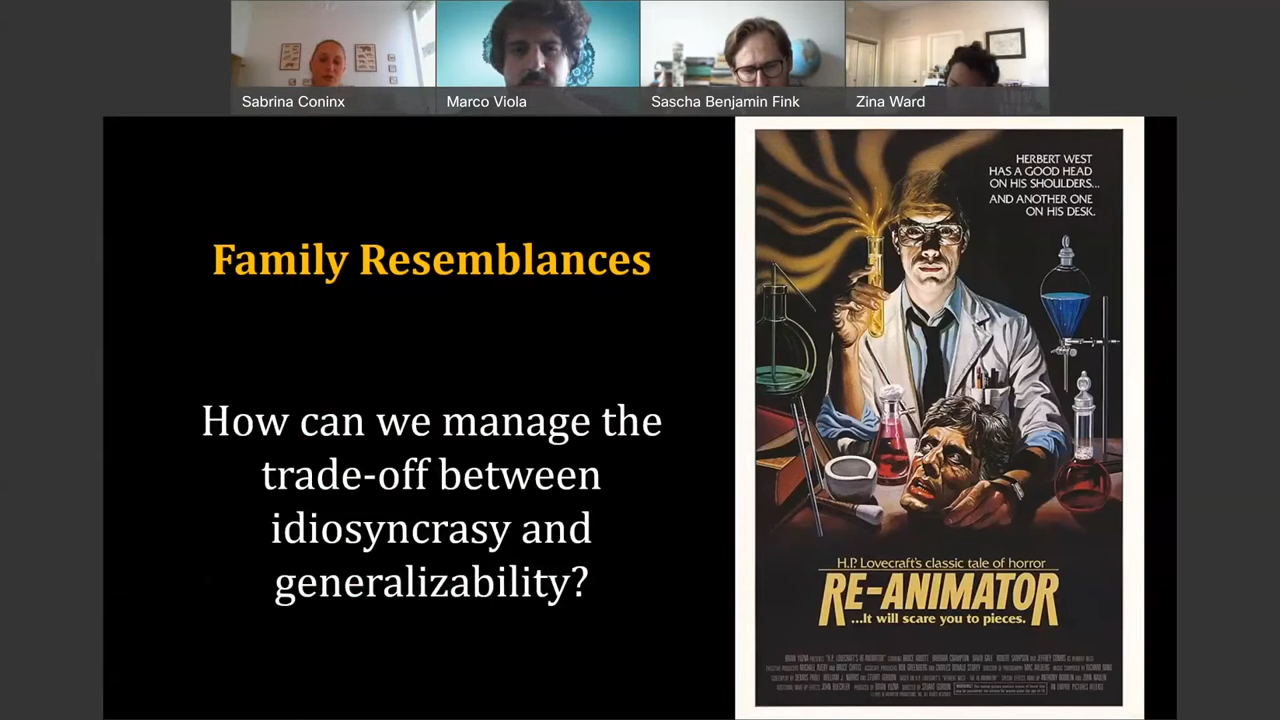 Sabrina Coninx
Marco Viola
Sascha Benjamin Fink
Zina Ward
Family Resemblances
How can we manage the
trade-off between
idiosyncrasy and
generalizability?
HERBERT WEST
HAS A GOOD HEAD
ON HIS SHOULDERS...
AND ANOTHER ONE
ON HIS DESK.
H.P. Lovecraft's classic tale of horror
RE-ANIMATOR
...It will scare you to pieces.